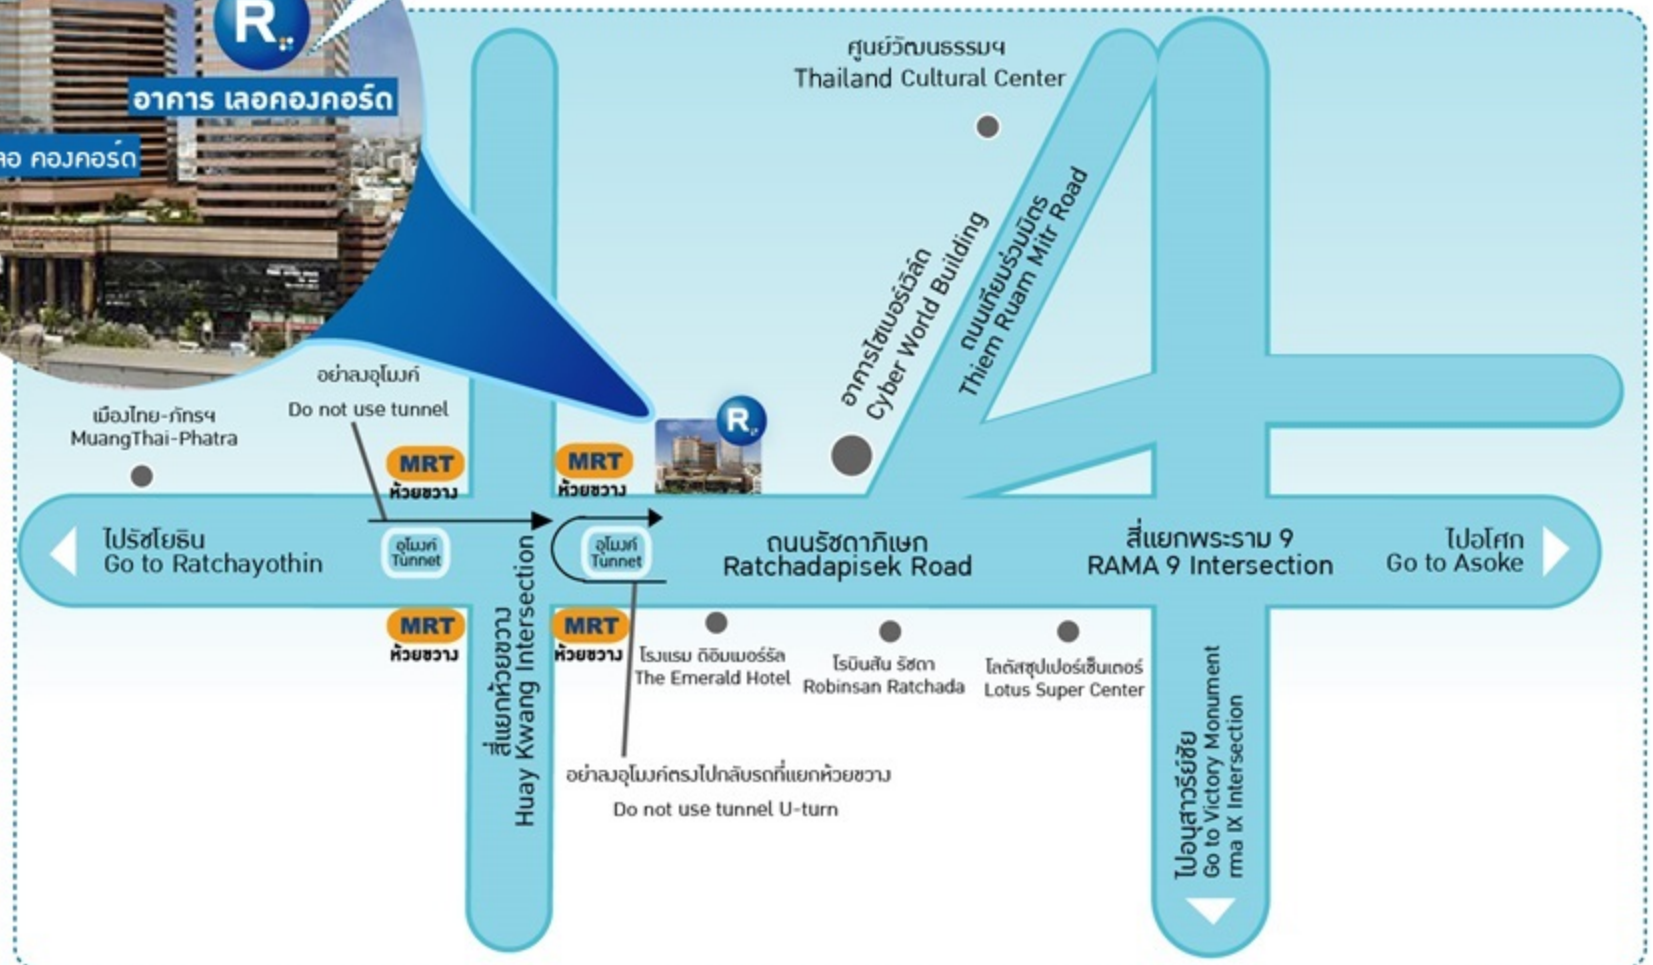 R
อาคาร เลอคองคอร์ด
คองคอร์ด
ศูนย์วัฒนธรรมฯ
Thailand Cultural Center
อาคารไซเบอร์เวิลด์
Cyber World Building
ถนนเทียมร่วมมิตร
Thiem Ruam Mitr Road
อย่าลงอุโมงค์
Do not use tunnel
เมืองไทย-ภัทรฯ
MuangThai-Phatra
MRT
ห้วยขวาง
MRT
ห้วยขวาง
R
ไปรัชโยธิน
Go to Ratchayothin
อุโมงค์
Tunnet
อุโมงค์
Tunnet
ถนนรัชดาภิเษก
Ratchadapisek Road
สี่แยกพระราม 9
RAMA 9 Intersection
ไปอโศก
Go to Asoke
MRT
ห้วยขวาง
สี่แยกห้วยขวาง
Huay Kwang Intersection
MRT
ห้วยขวาง
โรงแรม ดิอิมเมอร์รัล
The Emerald Hotel
โรบินสัน รัชดา
Robinsan Ratchada
โลตัสซุปเปอร์เซ็นเตอร์
Lotus Super Center
อย่าลงอุโมงค์ตรงไปกลับรถที่แยกห้วยขวาง
Do not use tunnel U-turn
ไปอนุสาวรีย์ชัย
Go to Victory Monument
rma IX Intersection